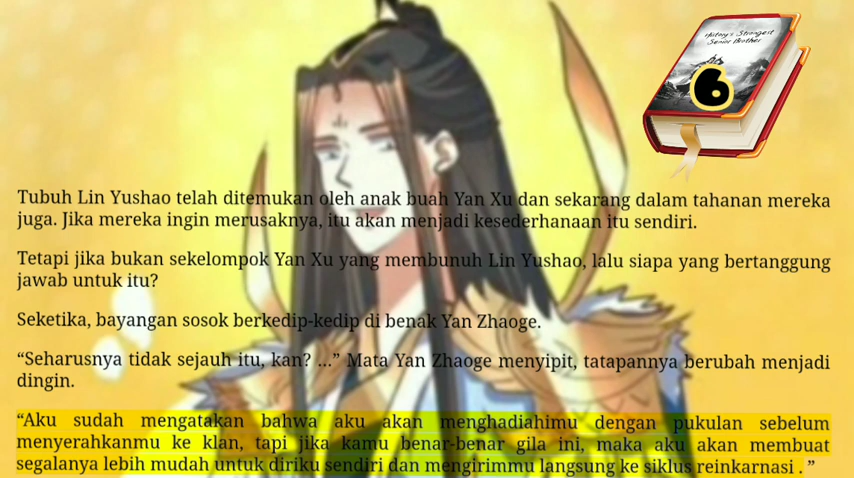 History's Strongest
Senior Brother
6
Tubuh Lin Yushao telah ditemukan oleh anak buah Yan Xu dan sekarang dalam tahanan mereka
juga. Jika mereka ingin merusaknya, itu akan menjadi kesederhanaan itu sendiri.
Tetapi jika bukan sekelompok Yan Xu yang membunuh Lin Yushao, lalu siapa yang bertanggung
jawab untuk itu?
Seketika, bayangan sosok berkedip-kedip di benak Yan Zhaoge.
“Seharusnya tidak sejauh itu, kan? ...” Mata Yan Zhaoge menyipit, tatapannya berubah menjadi
dingin.
“Aku sudah mengatakan bahwa aku akan menghadiahimu dengan pukulan sebelum
menyerahkanmu ke klan, tapi jika kamu benar-benar gila ini, maka aku akan membuat
segalanya lebih mudah untuk diriku sendiri dan mengirimmu langsung ke siklus reinkarnasi . ”